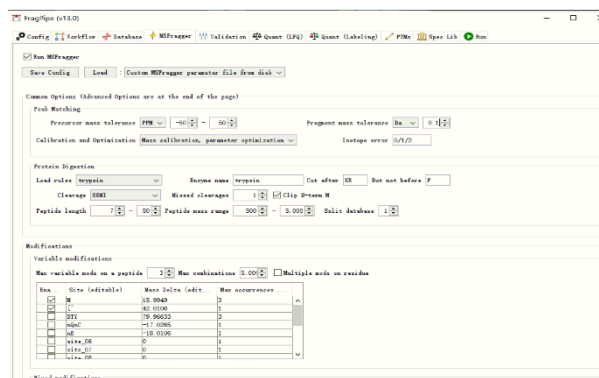 FragPipe (v13.0)
Config Workflow Database MSFragger Validation Quant (LFQ) Quant (Labeling) PTMs Spec Lib Run
Run MSFragger
Save Config Load : Custom MSFragger parameter file from disk
Common Options (Advanced Options are at the end of the page)
Peak Matching
Precursor mass tolerance PPM -50 - 50 Fragment mass tolerance Da 0.1
Calibration and Optimization Mass calibration, parameter optimization Isotope error 0/1/2
Protein Digestion
Load rules trypsin Enzyme name trypsin Cut after KR But not before P
Cleavage SEMI Missed cleavages 1 Clip N-term M
Peptide length 7 - 50 Peptide mass range 500 - 5,000 Split database 1
Modifications
Variable modifications
Max variable mods on a peptide 3 Max combinations 5,000 Multiple mods on residue
Ena... Site (editable) Mass Delta (edit... Max occurrences ...
M 15.9949 3
[^ 42.0106 1
STY 79.96633 3
nQnC -17.0265 1
nE -18.0106 1
site_06 0 1
site_07 0 1
site_08 0 1